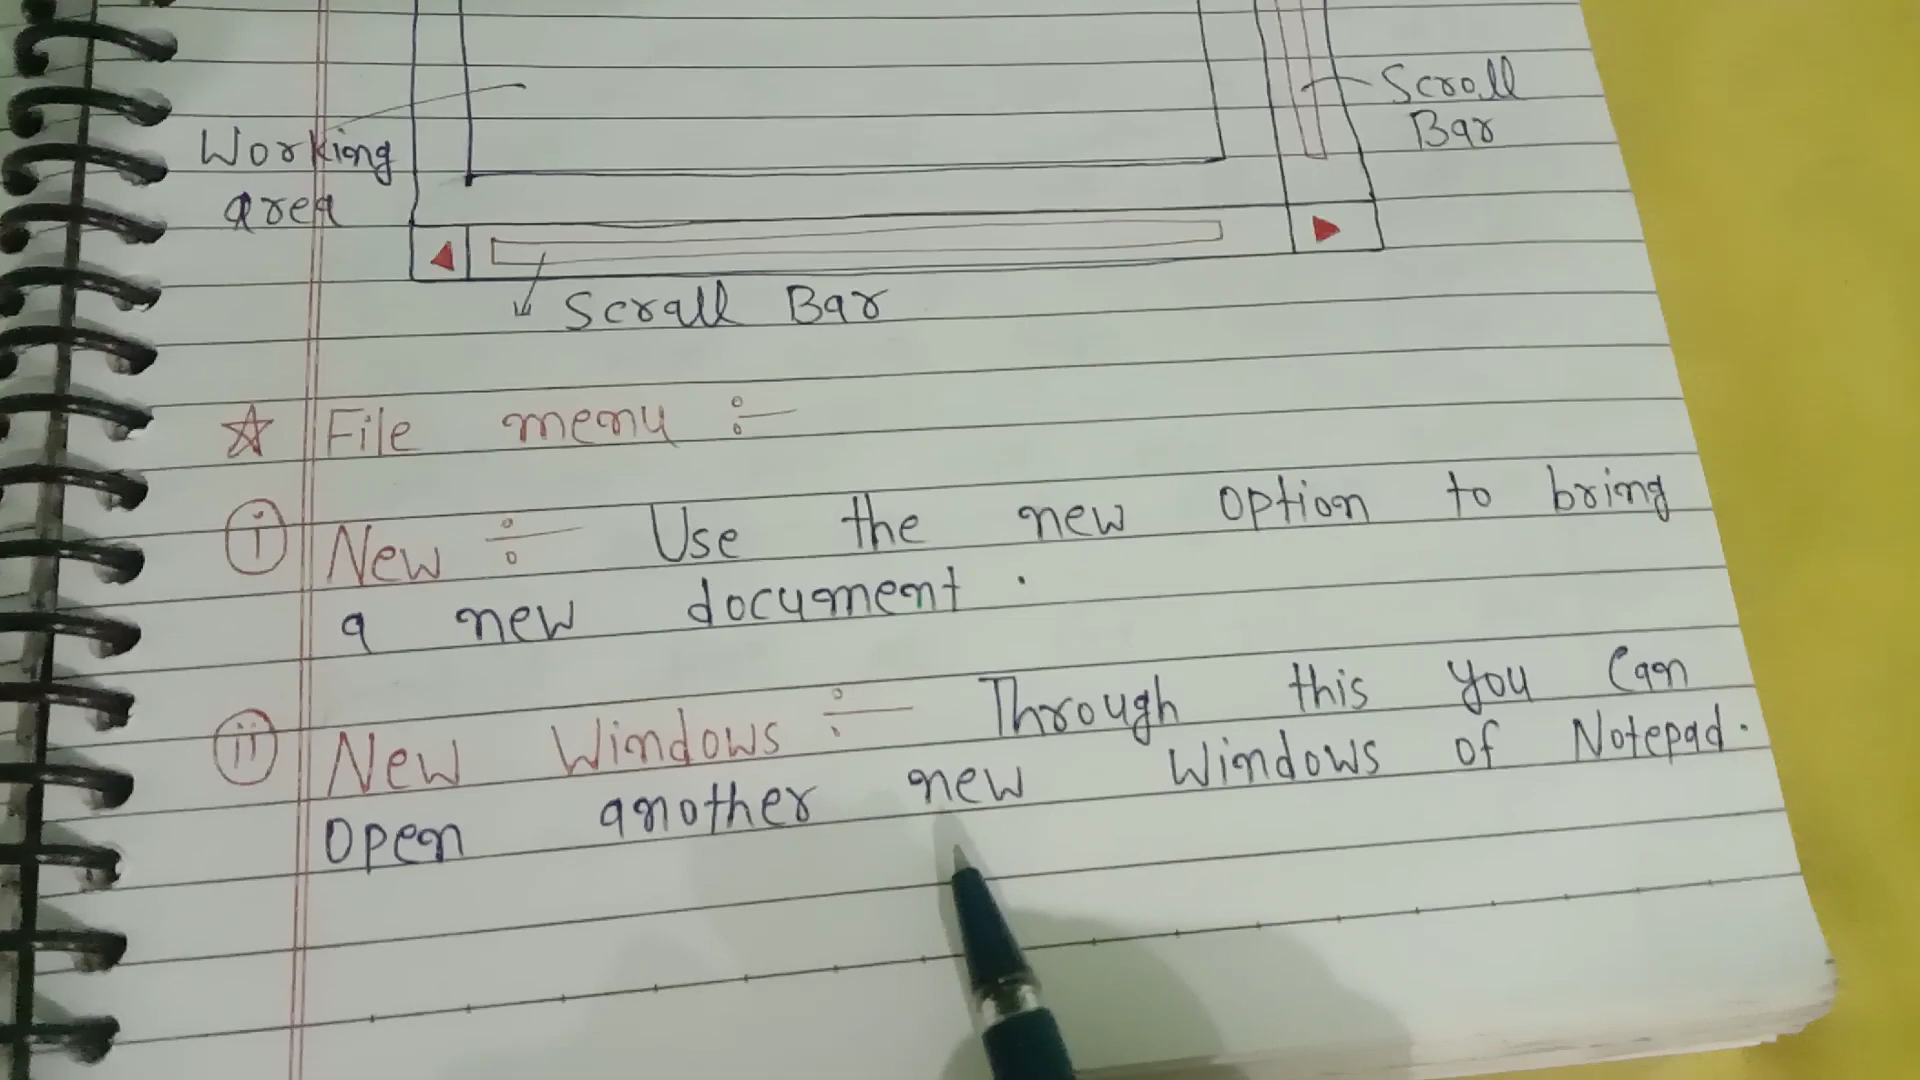 Scroll
Bar
Working
area
Scrall Bar
☆ File menu :-
(i) New :- Use the new option to bring
a new document.
(ii) New Windows :- Through this you Can
Open another new Windows of Notepad.